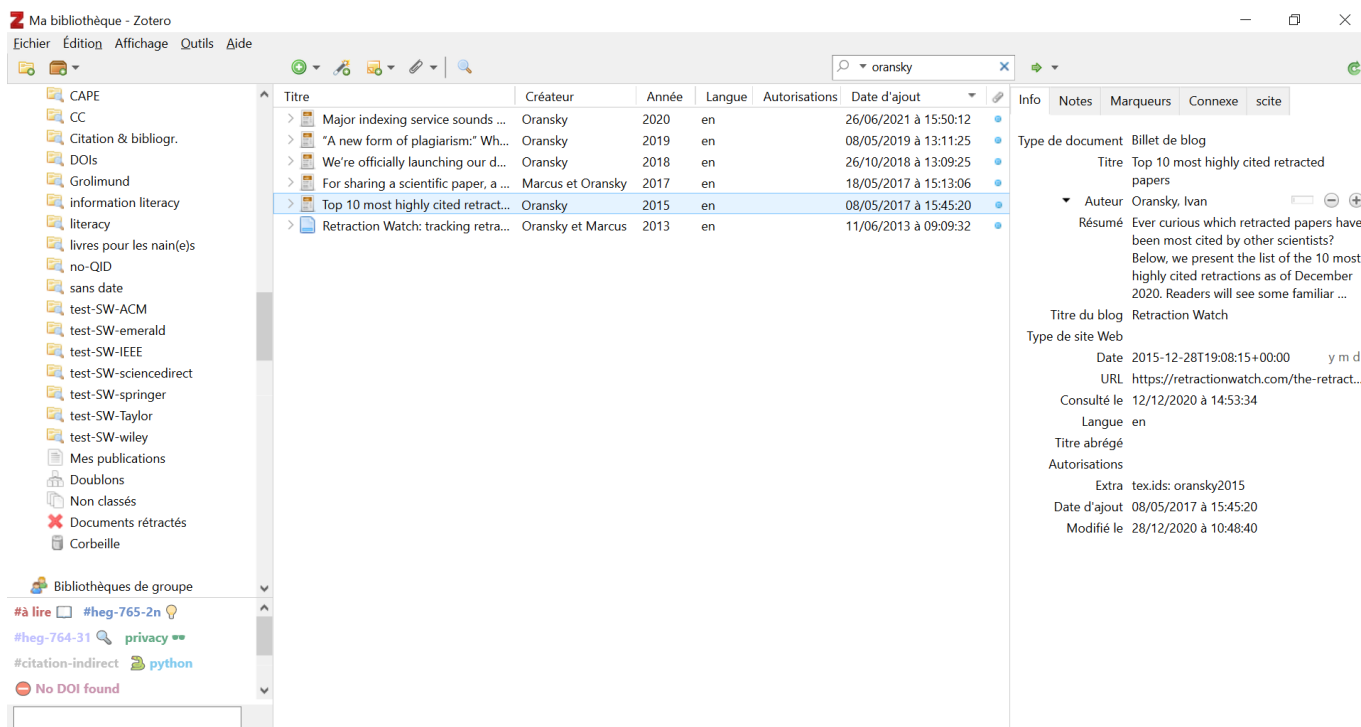 Ma bibliothèque - Zotero
Fichier Édition Affichage Outils Aide
oransky
CAPE
CC
Citation & bibliogr.
DOIs
Grolimund
information literacy
literacy
livres pour les nain(e)s
no-QID
sans date
test-SW-ACM
test-SW-emerald
test-SW-IEEE
test-SW-sciencedirect
test-SW-springer
test-SW-Taylor
test-SW-wiley
Mes publications
Doublons
Non classés
Documents rétractés
Corbeille
Bibliothèques de groupe
#à lire #heg-765-2n
#heg-764-31 privacy
#citation-indirect python
No DOI found
Titre Créateur Année Langue Autorisations Date d'ajout
Major indexing service sounds ... Oransky 2020 en 26/06/2021 à 15:50:12
“A new form of plagiarism:” Wh... Oransky 2019 en 08/05/2019 à 13:11:25
We’re officially launching our d... Oransky 2018 en 26/10/2018 à 13:09:25
For sharing a scientific paper, a ... Marcus et Oransky 2017 en 18/05/2017 à 15:13:06
Top 10 most highly cited retract... Oransky 2015 en 08/05/2017 à 15:45:20
Retraction Watch: tracking retra... Oransky et Marcus 2013 en 11/06/2013 à 09:09:32
Info Notes Marqueurs Connexe scite
Type de document Billet de blog
Titre Top 10 most highly cited retracted
papers
Auteur Oransky, Ivan
Résumé Ever curious which retracted papers have
been most cited by other scientists?
Below, we present the list of the 10 most
highly cited retractions as of December
2020. Readers will see some familiar ...
Titre du blog Retraction Watch
Type de site Web
Date 2015-12-28T19:08:15+00:00 y m d
URL https://retractionwatch.com/the-retract...
Consulté le 12/12/2020 à 14:53:34
Langue en
Titre abrégé
Autorisations
Extra tex.ids: oransky2015
Date d'ajout 08/05/2017 à 15:45:20
Modifié le 28/12/2020 à 10:48:40